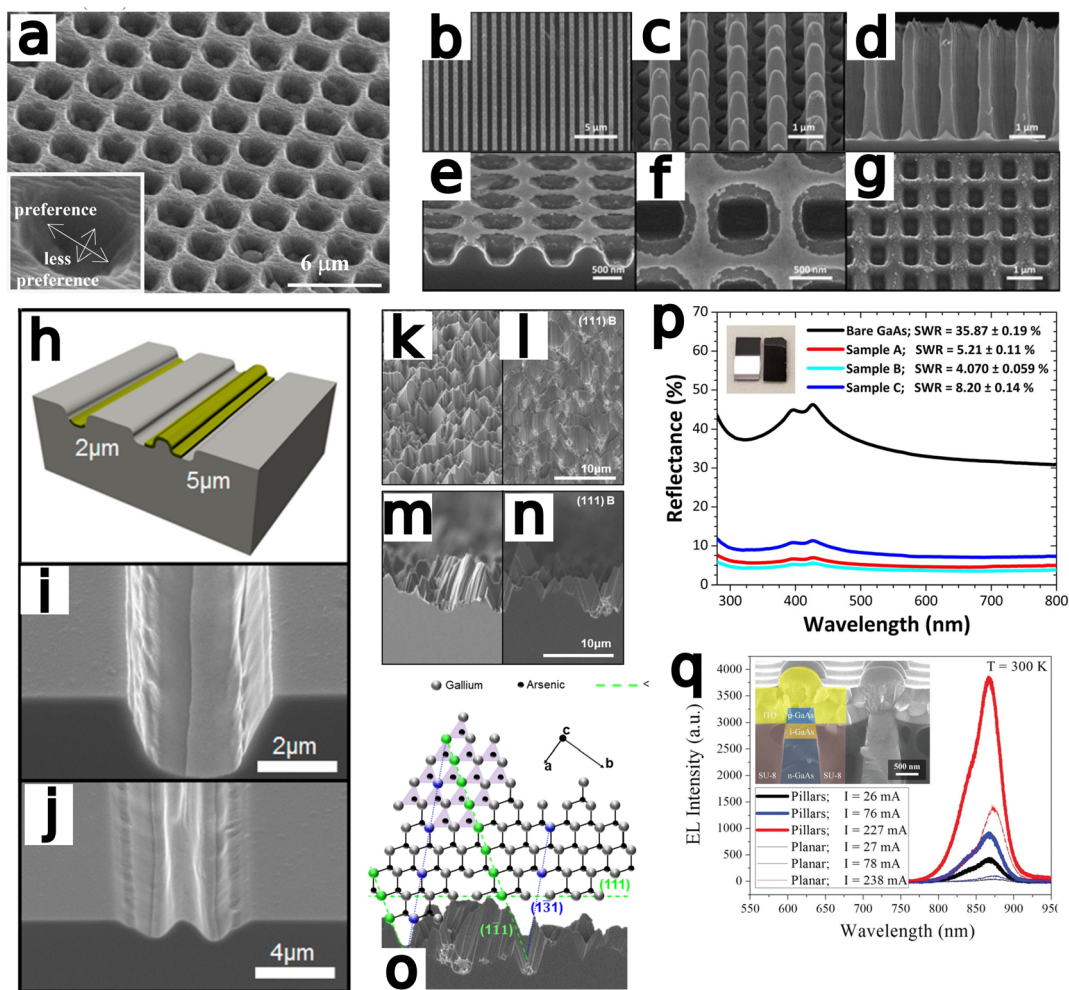 a
preference
less
preference
6 μm
b
5 μm
c
1 μm
d
1 μm
e
500 nm
f
500 nm
g
1 μm
h
2μm
5μm
i
2μm
j
4μm
k
l
(111) B
10μm
m
n
(111) B
10μm
Gallium
Arsenic
<
c
a
b
(111)
(131)
(111)
o
p
Reflectance (%)
70
60
50
40
30
20
10
0
300
400
500
600
700
800
Wavelength (nm)
Bare GaAs; SWR = 35.87 ± 0.19 %
Sample A; SWR = 5.21 ± 0.11 %
Sample B; SWR = 4.070 ± 0.059 %
Sample C; SWR = 8.20 ± 0.14 %
q
T = 300 K
EL Intensity (a.u.)
4000
3500
3000
2500
2000
1500
1000
500
0
ITO
p-GaAs
i-GaAs
SU-8
n-GaAs
SU-8
500 nm
Pillars; I = 26 mA
Pillars; I = 76 mA
Pillars; I = 227 mA
Planar; I = 27 mA
Planar; I = 78 mA
Planar; I = 238 mA
550
600
650
700
750
800
850
900
950
Wavelength (nm)